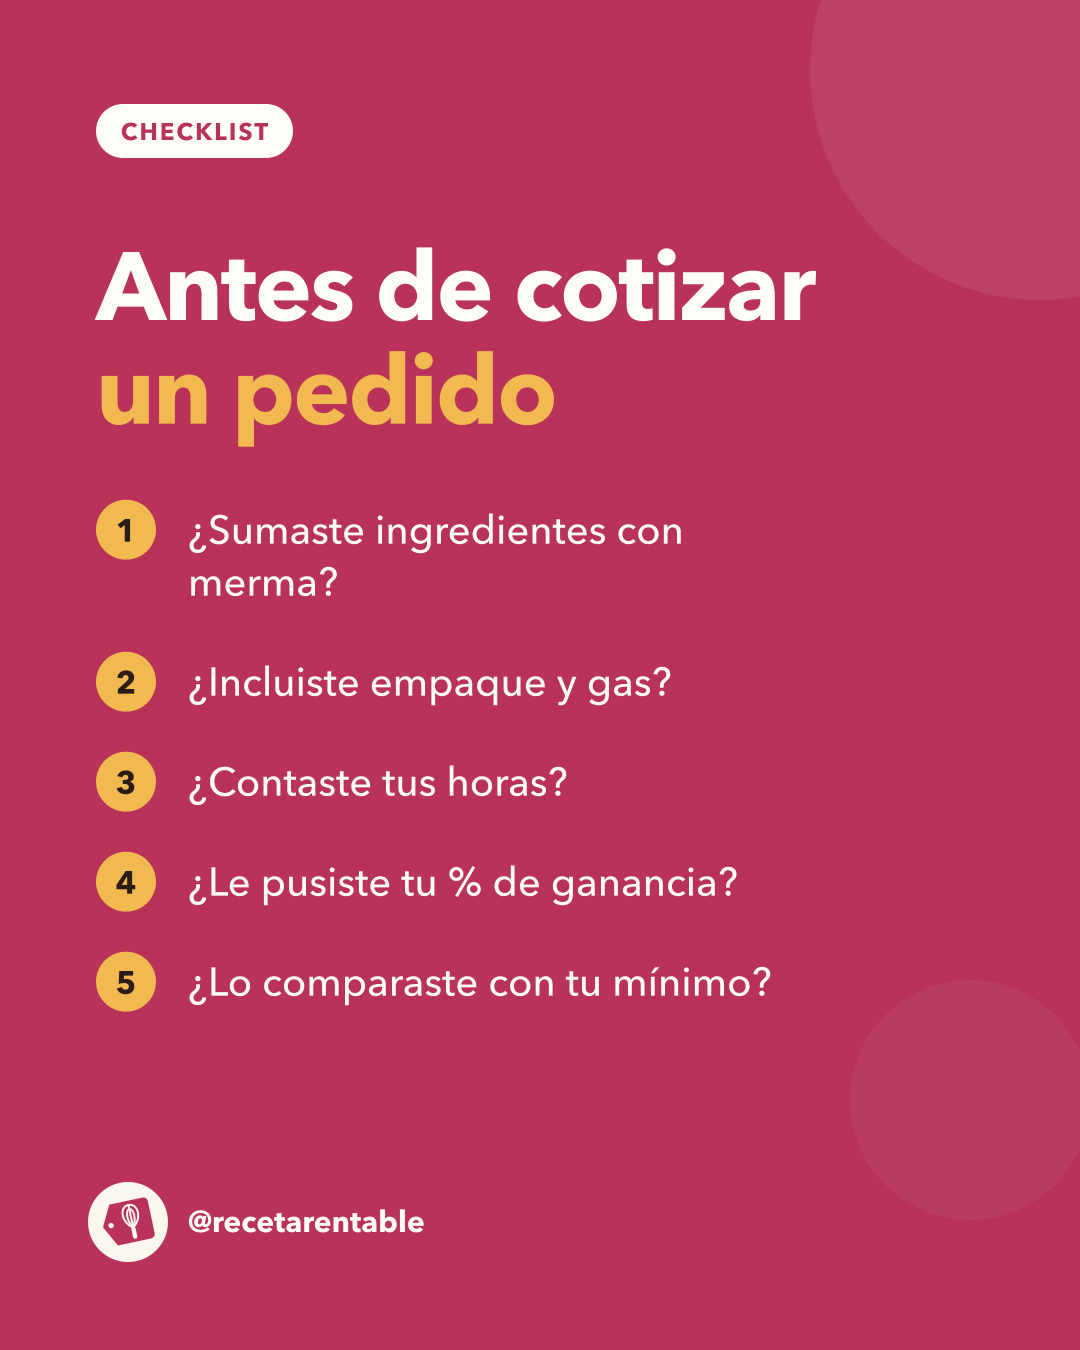 CHECKLIST
Antes de cotizar
un pedido
1 ¿Sumaste ingredientes con
merma?
2 ¿Incluiste empaque y gas?
3 ¿Contaste tus horas?
4 ¿Le pusiste tu % de ganancia?
5 ¿Lo comparaste con tu mínimo?
@recetarentable